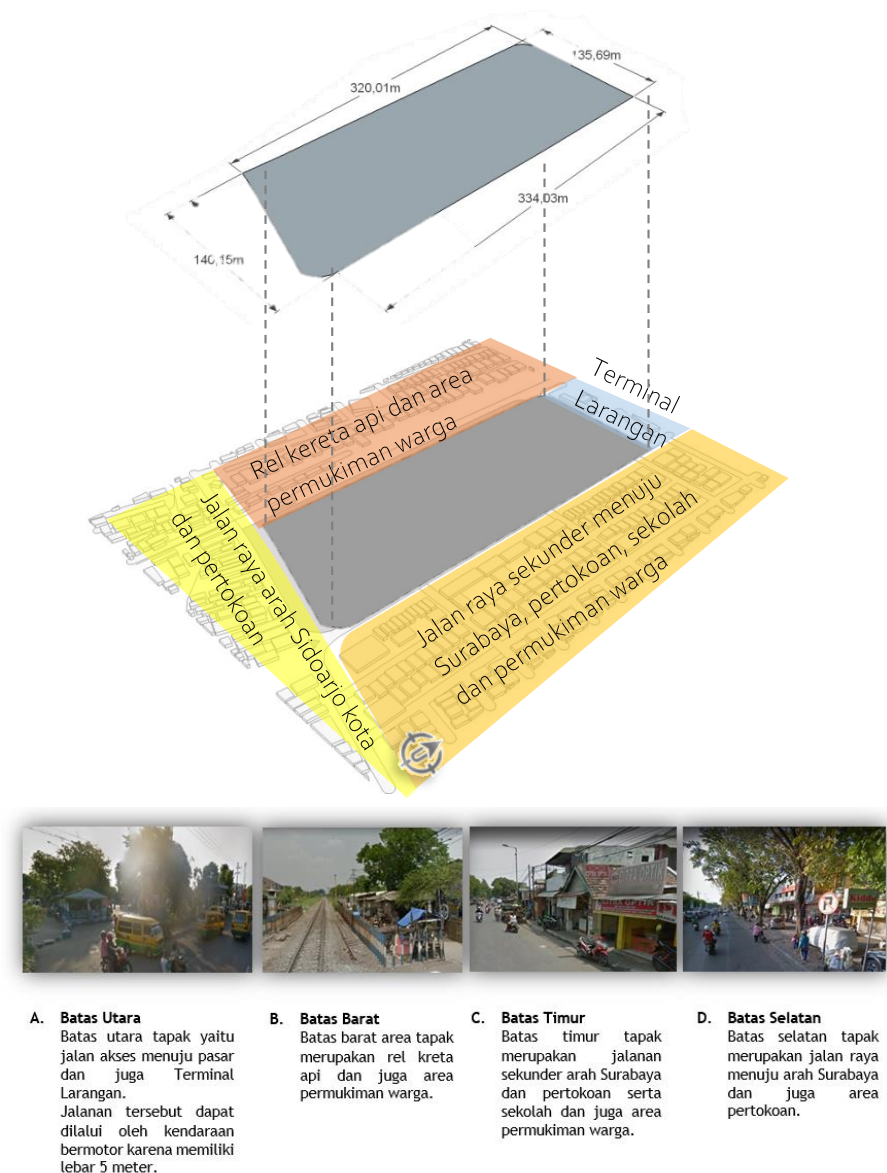 135,69m
320,01m
334,03m
140,15m
Terminal
Larangan
Rel kereta api dan area
permukiman warga
Jalan raya arah Sidoarjo kota
dan pertokoan
Jalan raya sekunder menuju
Surabaya, pertokoan, sekolah
dan permukiman warga
U
A. Batas Utara
Batas utara tapak yaitu
jalan akses menuju pasar
dan juga Terminal
Larangan.
Jalanan tersebut dapat
dilalui oleh kendaraan
bermotor karena memiliki
lebar 5 meter.
B. Batas Barat
Batas barat area tapak
merupakan rel kreta
api dan juga area
permukiman warga.
C. Batas Timur
Batas timur tapak
merupakan jalanan
sekunder arah Surabaya
dan pertokoan serta
sekolah dan juga area
permukiman warga.
D. Batas Selatan
Batas selatan tapak
merupakan jalan raya
menuju arah Surabaya
dan juga area
pertokoan.